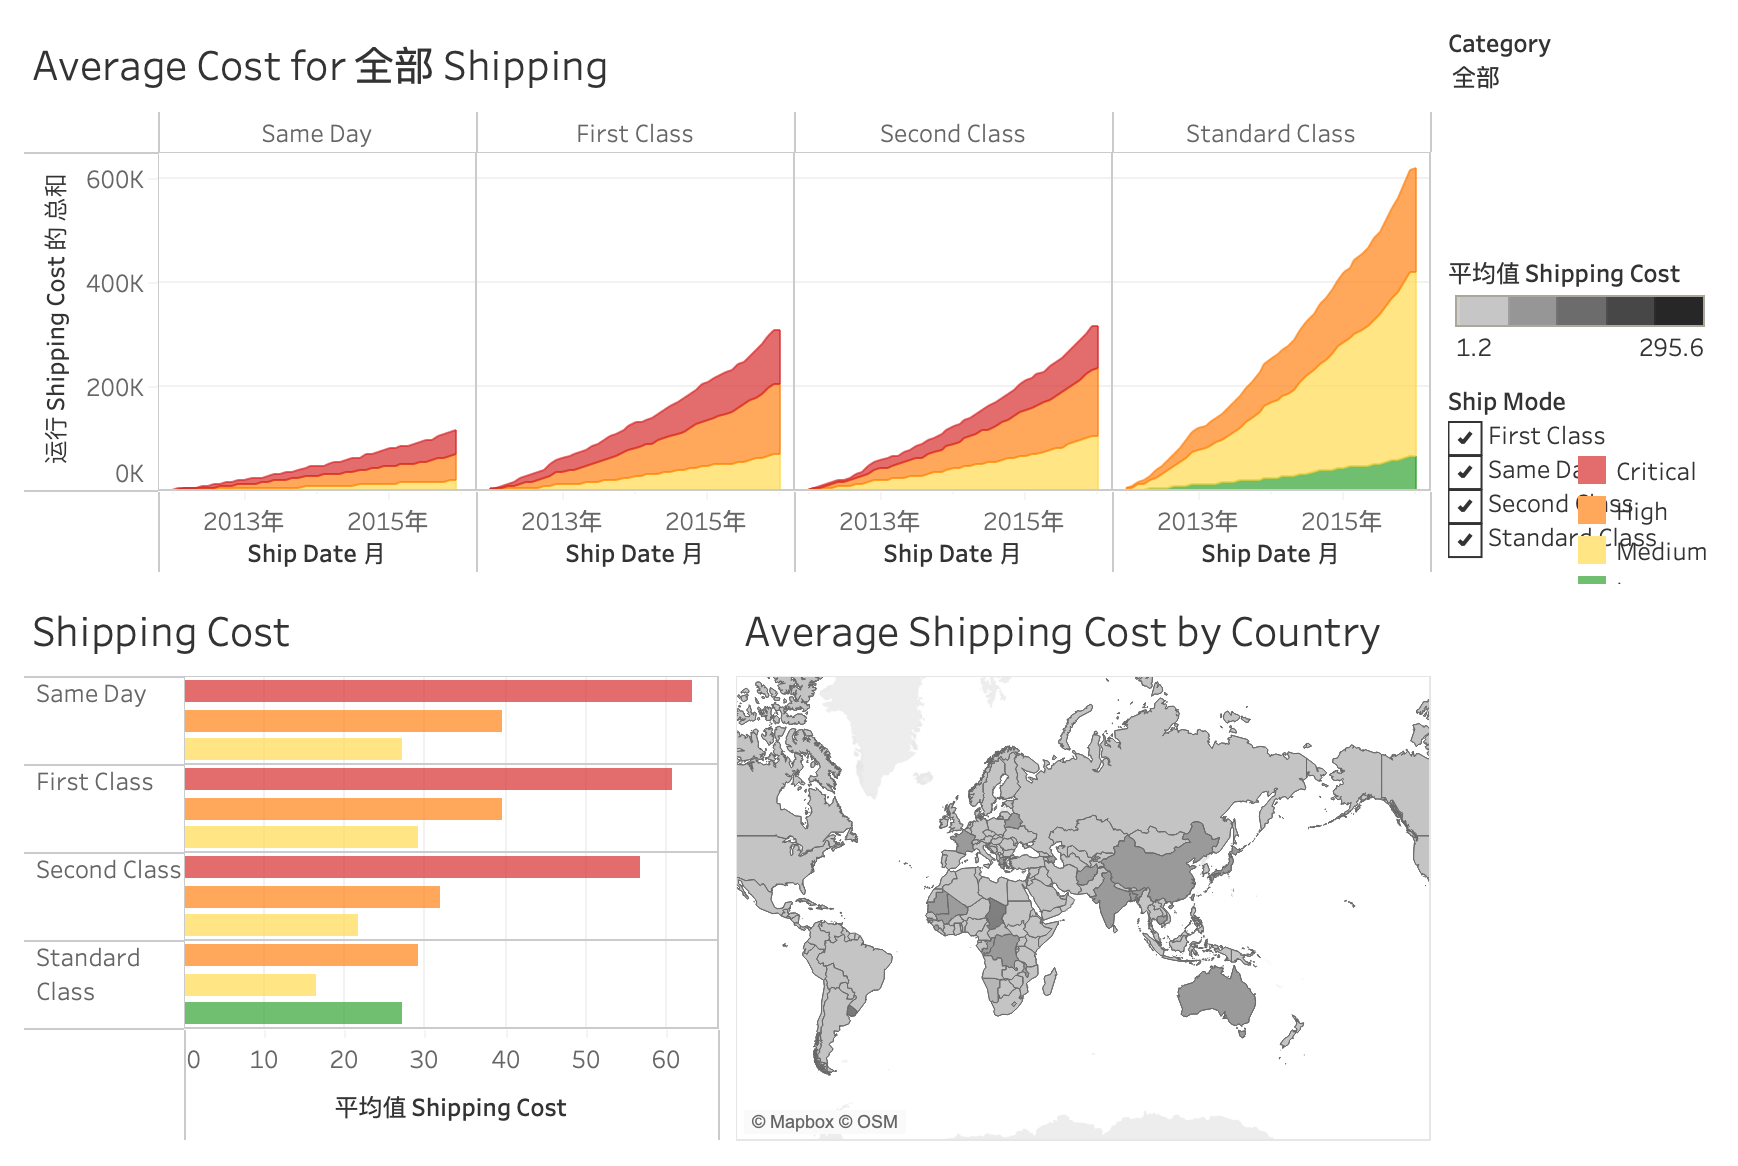 Average Cost for 全部 Shipping
Category
全部
Same Day
First Class
Second Class
Standard Class
运行 Shipping Cost 的 总和
600K
400K
200K
0K
2013年
2015年
2013年
2015年
2013年
2015年
2013年
2015年
Ship Date 月
Ship Date 月
Ship Date 月
Ship Date 月
平均值 Shipping Cost
1.2
295.6
Ship Mode
First Class
Same Da
Second Class
Standard Class
Critical
High
Medium
Shipping Cost
Same Day
First Class
Second Class
Standard
Class
0
10
20
30
40
50
60
平均值 Shipping Cost
Average Shipping Cost by Country
© Mapbox © OSM